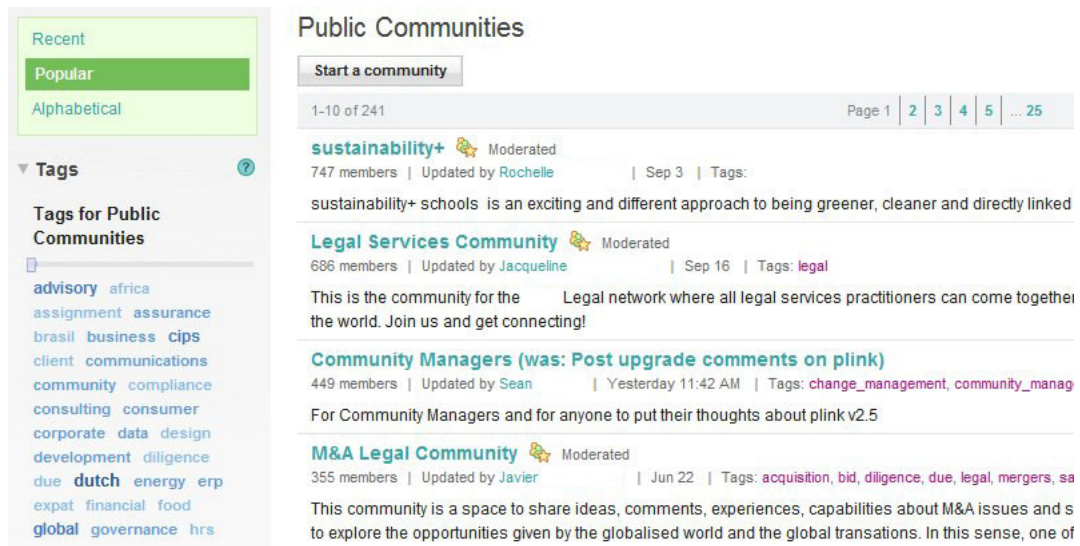 Recent
Popular
Alphabetical
Tags
?
Tags for Public
Communities
advisory africa
assignment assurance
brasil business cips
client communications
community compliance
consulting consumer
corporate data design
development diligence
due dutch energy erp
expat financial food
global governance hrs
Public Communities
Start a community
1-10 of 241 Page 1 | 2 | 3 | 4 | 5 | ... 25
sustainability+ Moderated
747 members | Updated by Rochelle | Sep 3 | Tags:
sustainability+ schools is an exciting and different approach to being greener, cleaner and directly linked
Legal Services Community Moderated
686 members | Updated by Jacqueline | Sep 16 | Tags: legal
This is the community for the Legal network where all legal services practitioners can come together
the world. Join us and get connecting!
Community Managers (was: Post upgrade comments on plink)
449 members | Updated by Sean | Yesterday 11:42 AM | Tags: change_management, community_manag
For Community Managers and for anyone to put their thoughts about plink v2.5
M&A Legal Community Moderated
355 members | Updated by Javier | Jun 22 | Tags: acquisition, bid, diligence, due, legal, mergers, sa
This community is a space to share ideas, comments, experiences, capabilities about M&A issues and s
to explore the opportunities given by the globalised world and the global transations. In this sense, one of